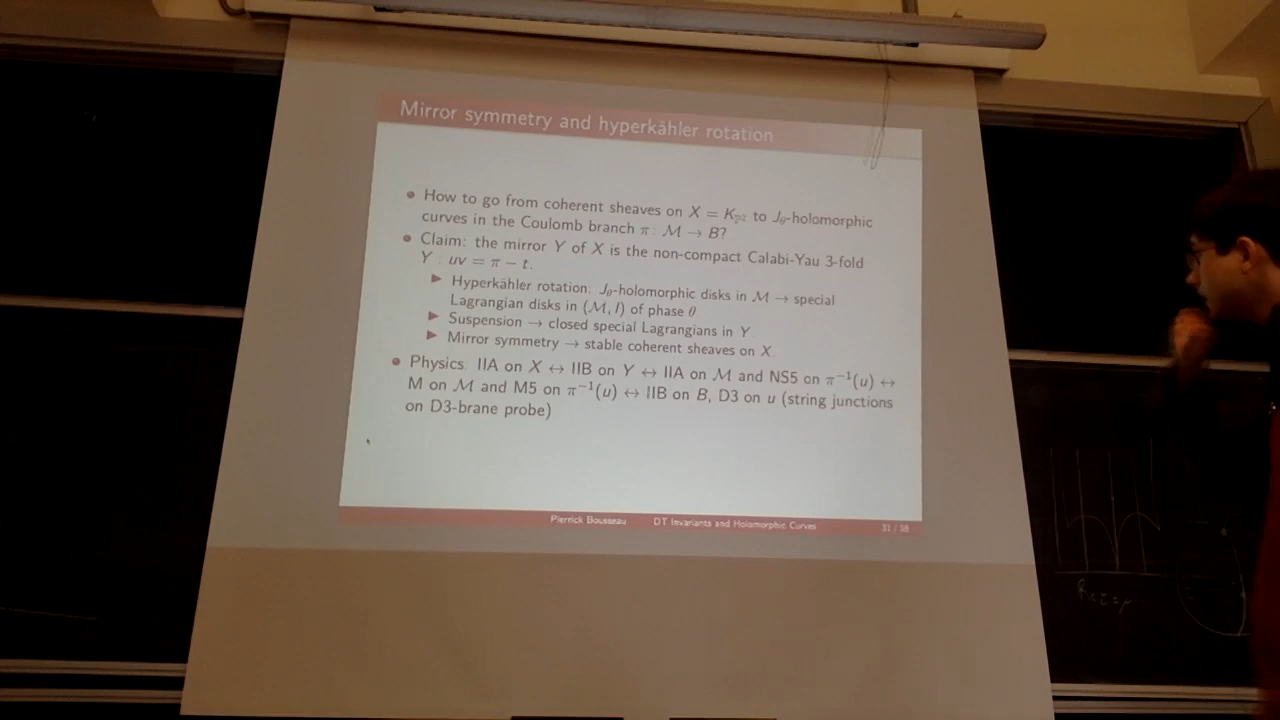 Mirror symmetry and hyperkähler rotation
How to go from coherent sheaves on X = K_{ℙ²} to J_θ-holomorphic
curves in the Coulomb branch π : M → B?
Claim: the mirror Y of X is the non-compact Calabi-Yau 3-fold
Y : uv = π − t.
Hyperkähler rotation: J_θ-holomorphic disks in M → special
Lagrangian disks in (M, I) of phase θ
Suspension → closed special Lagrangians in Y
Mirror symmetry → stable coherent sheaves on X.
Physics: IIA on X ↔ IIB on Y ↔ IIA on M and NS5 on π⁻¹(u) ↔
M on M and M5 on π⁻¹(u) ↔ IIB on B, D3 on u (string junctions
on D3-brane probe)
Pierrick Bousseau DT Invariants and Holomorphic Curves 31 / 38